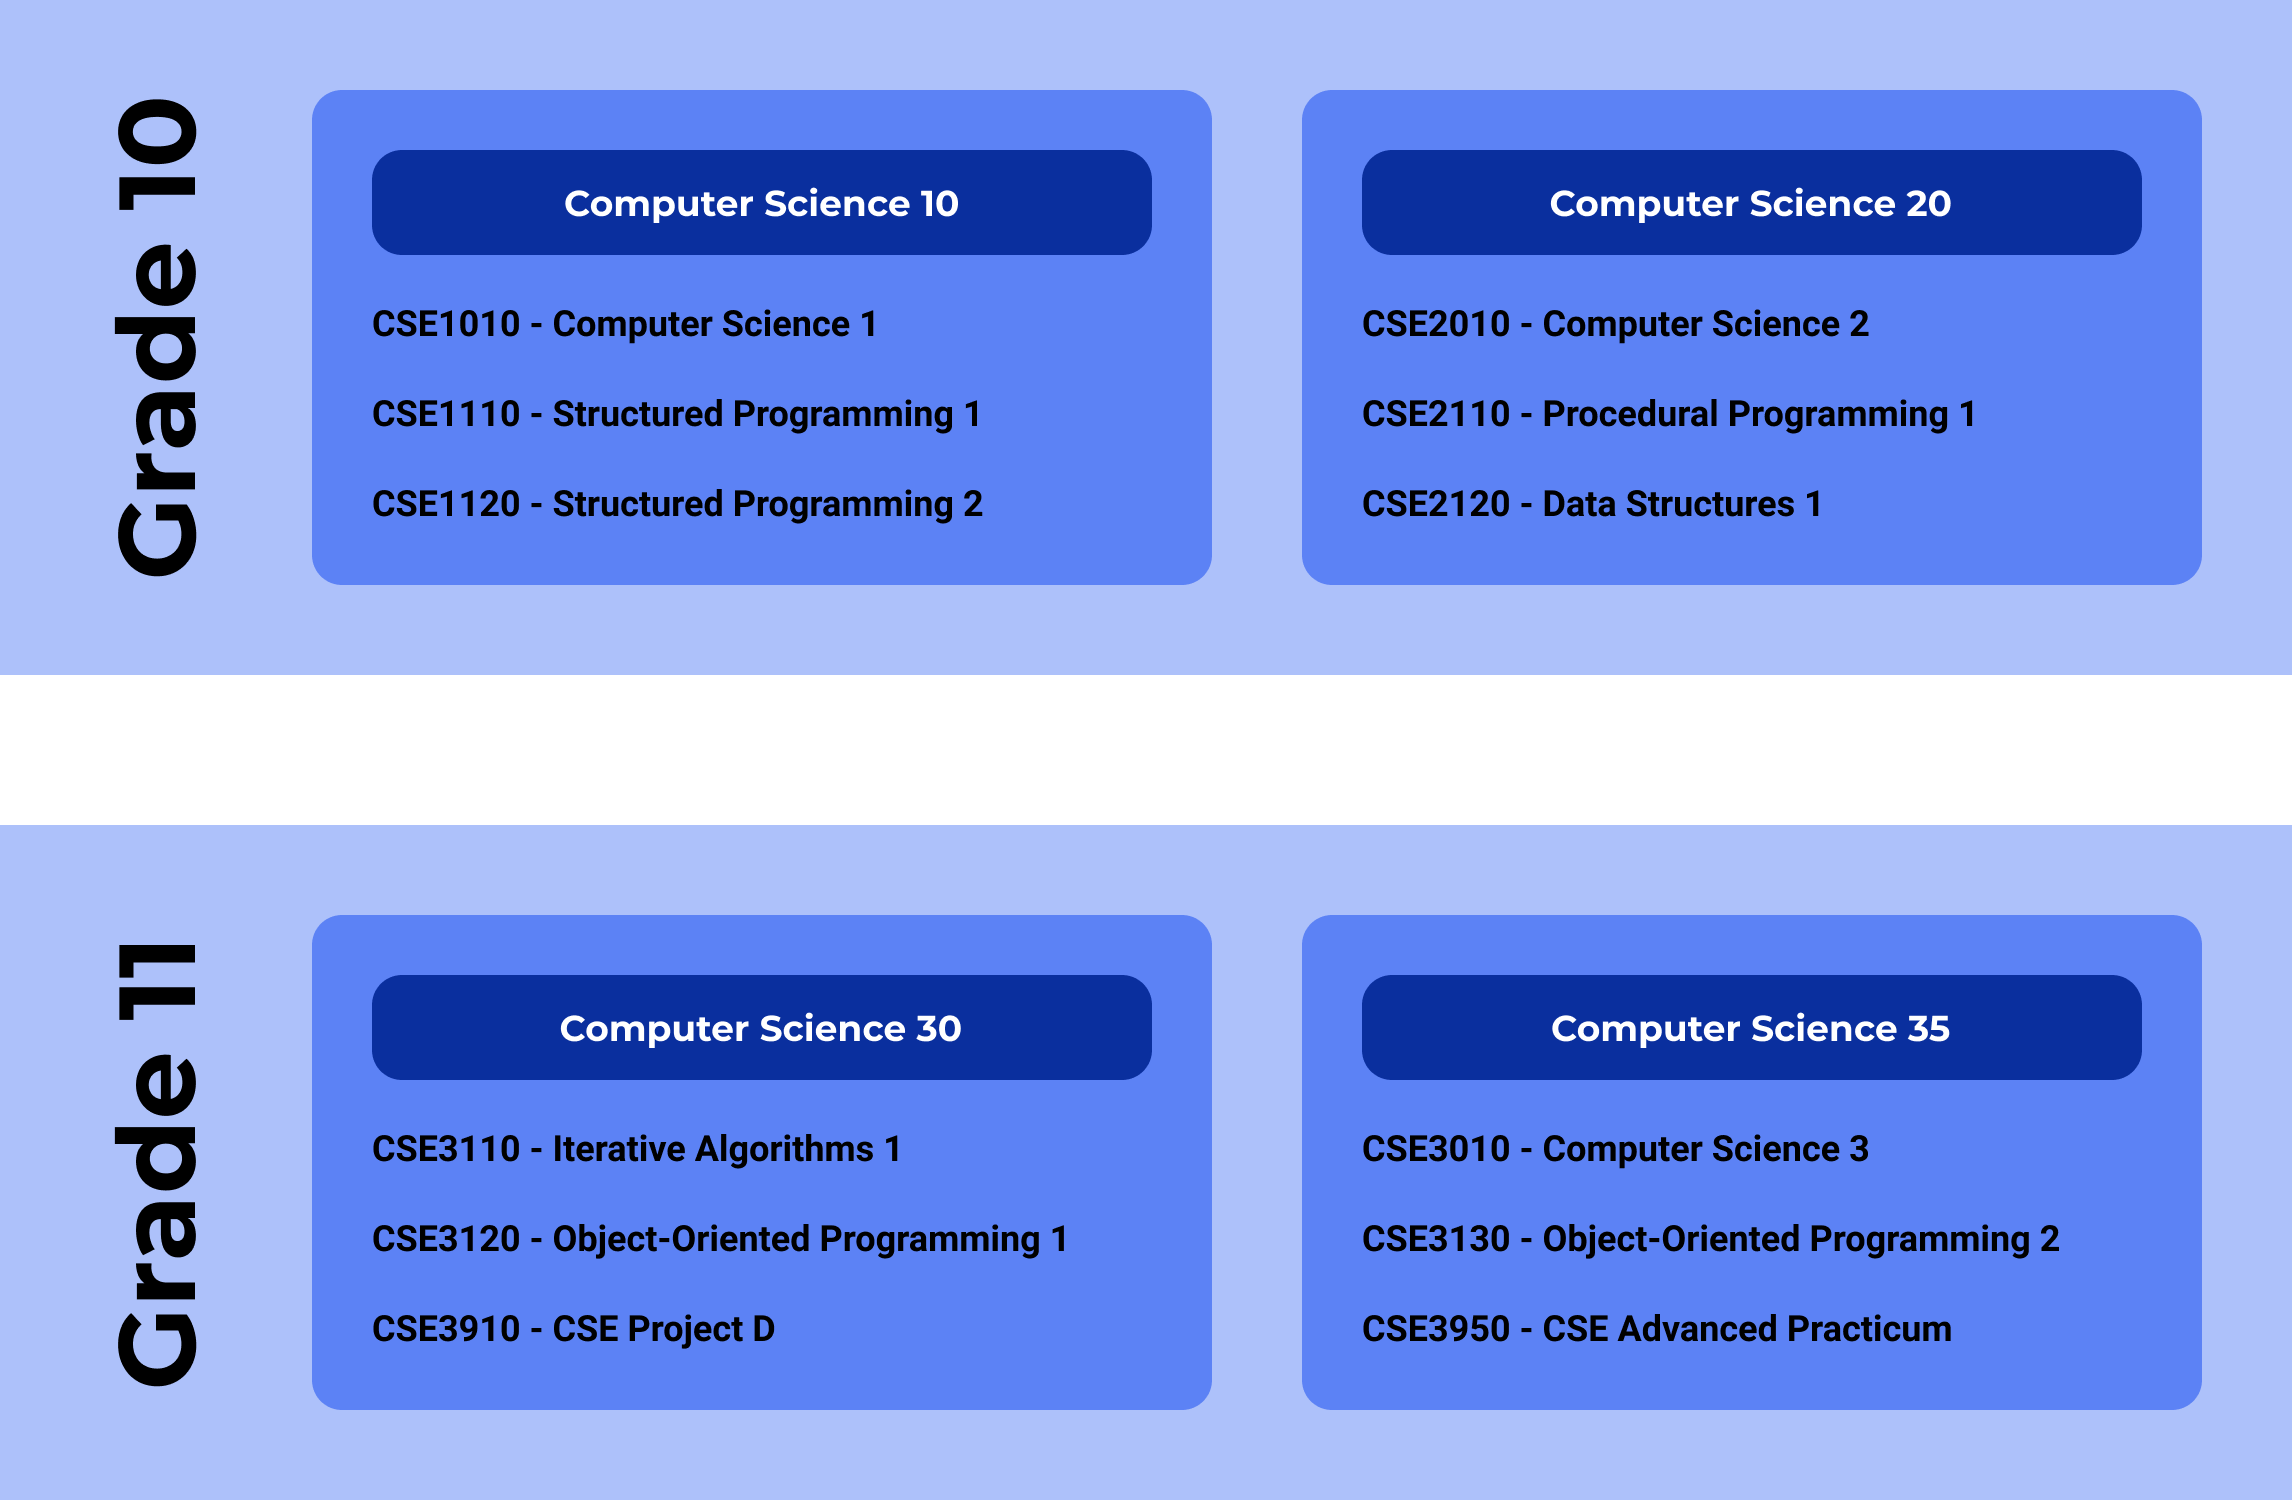 Grade 10
Computer Science 10
CSE1010 - Computer Science 1
CSE1110 - Structured Programming 1
CSE1120 - Structured Programming 2
Computer Science 20
CSE2010 - Computer Science 2
CSE2110 - Procedural Programming 1
CSE2120 - Data Structures 1
Grade 11
Computer Science 30
CSE3110 - Iterative Algorithms 1
CSE3120 - Object-Oriented Programming 1
CSE3910 - CSE Project D
Computer Science 35
CSE3010 - Computer Science 3
CSE3130 - Object-Oriented Programming 2
CSE3950 - CSE Advanced Practicum